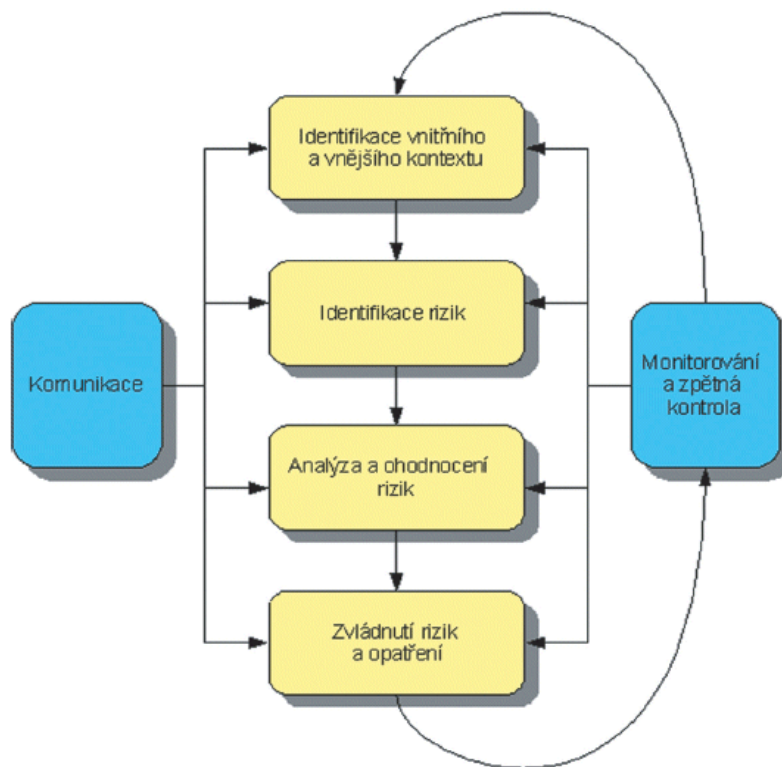 Identifikace vnitřního
a vnějšího kontextu
Identifikace rizik
Komunikace
Monitorování
a zpětná
kontrola
Analýza a ohodnocení
rizik
Zvládnutí rizik
a opatření